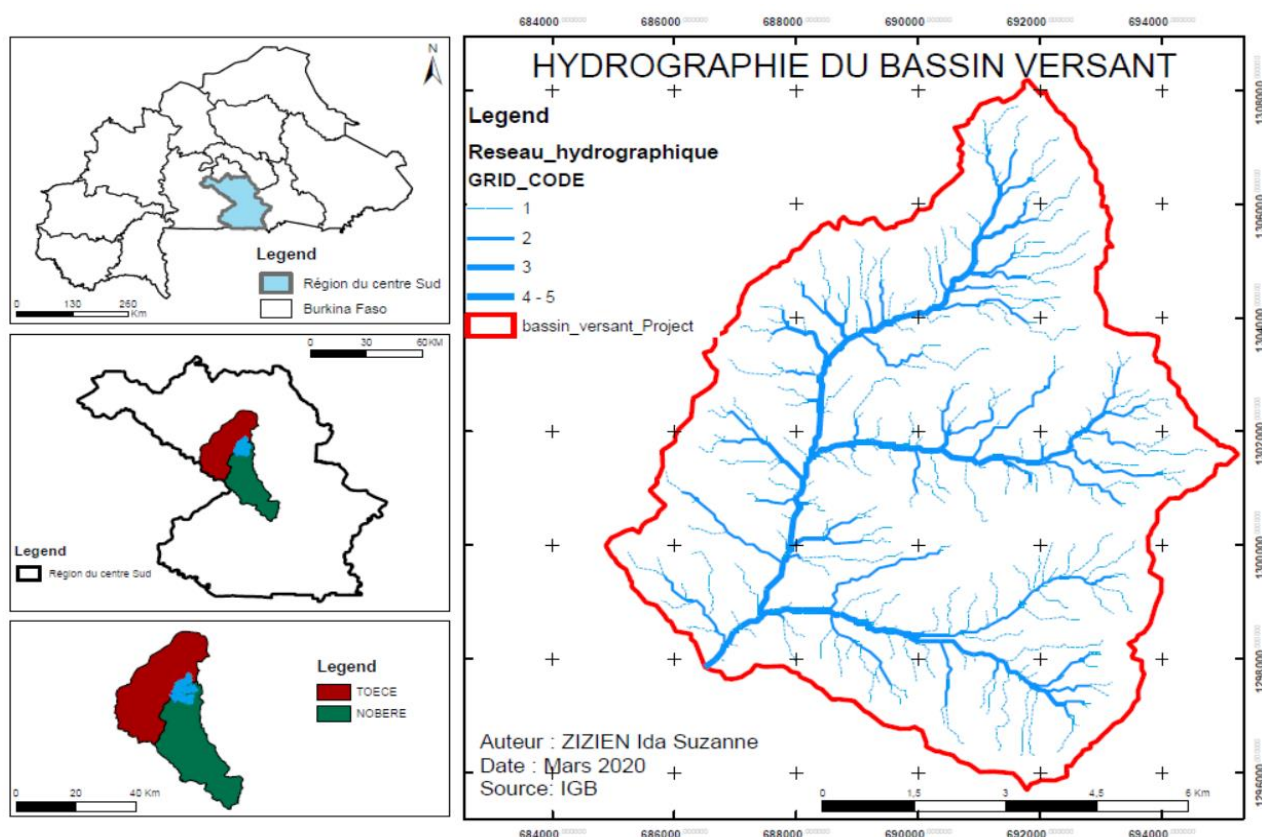 N
Legend
Région du centre Sud
Burkina Faso
0 130 260
Km
0 30 60 KM
Legend
Région du centre Sud
Legend
TOECE
NOBERE
0 20 40 Km
684000 686000 688000 690000 692000 694000
HYDROGRAPHIE DU BASSIN VERSANT
Legend
Reseau_hydrographique
GRID_CODE
1
2
3
4 - 5
bassin_versant_Project
1308000
1306000
1304000
1302000
1300000
1298000
1296000
Auteur : ZIZIEN Ida Suzanne
Date : Mars 2020
Source: IGB
0 1,5 3 4,5 6 Km
684000 686000 688000 690000 692000 694000